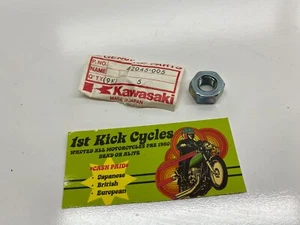 GENUINE PARTS
P.NO. 42045-005
NAME
Q'TY 5
Kawasaki
MADE IN JAPAN
1st Kick Cycles
WANTED ALL MOTORCYCLES PRE 1980
DEAD OR ALIVE
CASH PAID
Japanese
British
European